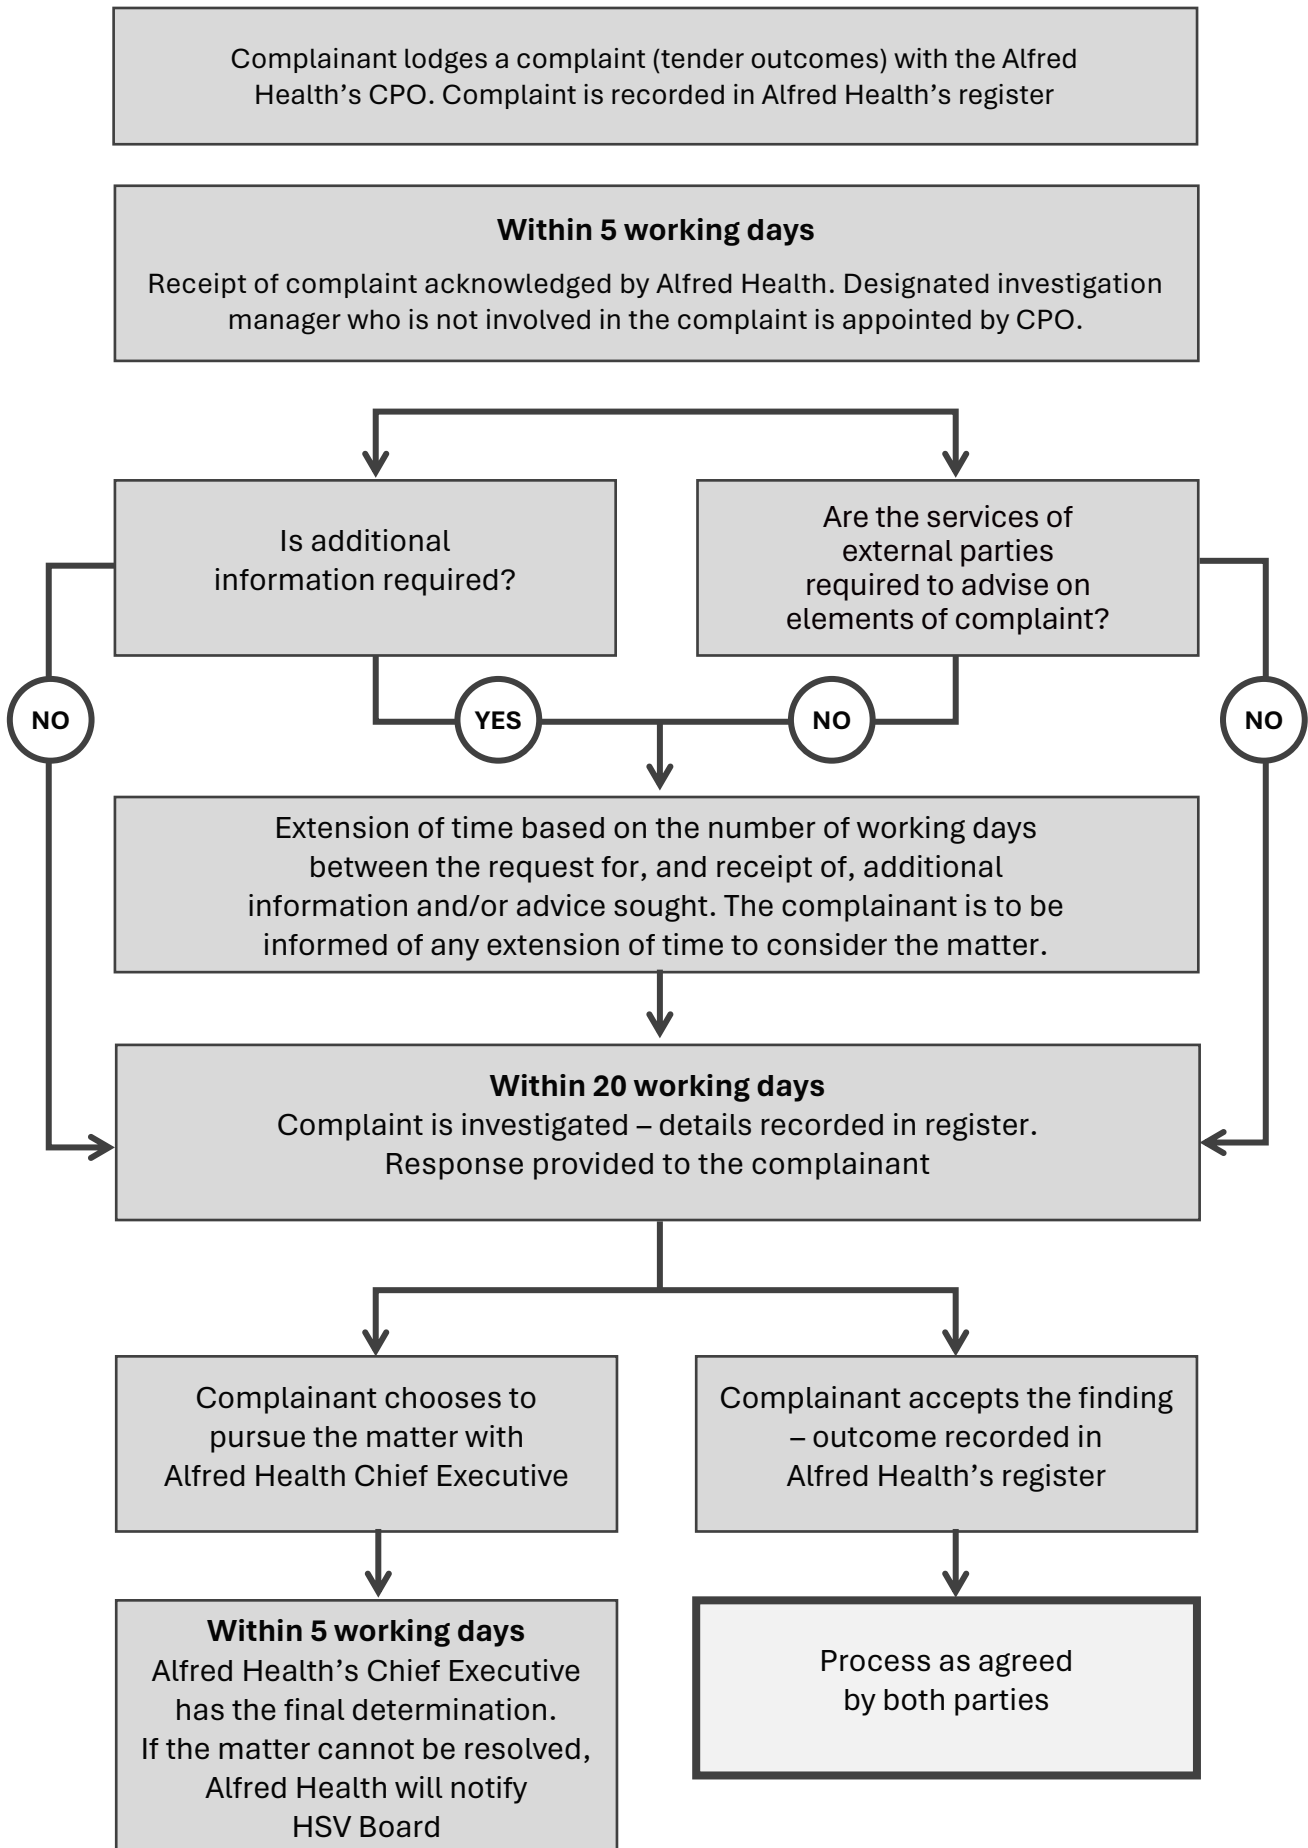 Complainant lodges a complaint (tender outcomes) with the Alfred
Health’s CPO. Complaint is recorded in Alfred Health’s register
Within 5 working days
Receipt of complaint acknowledged by Alfred Health. Designated investigation
manager who is not involved in the complaint is appointed by CPO.
Is additional
information required?
Are the services of
external parties
required to advise on
elements of complaint?
NO
YES
NO
NO
Extension of time based on the number of working days
between the request for, and receipt of, additional
information and/or advice sought. The complainant is to be
informed of any extension of time to consider the matter.
Within 20 working days
Complaint is investigated – details recorded in register.
Response provided to the complainant
Complainant chooses to
pursue the matter with
Alfred Health Chief Executive
Complainant accepts the finding
– outcome recorded in
Alfred Health’s register
Within 5 working days
Alfred Health’s Chief Executive
has the final determination.
If the matter cannot be resolved,
Alfred Health will notify
HSV Board
Process as agreed
by both parties